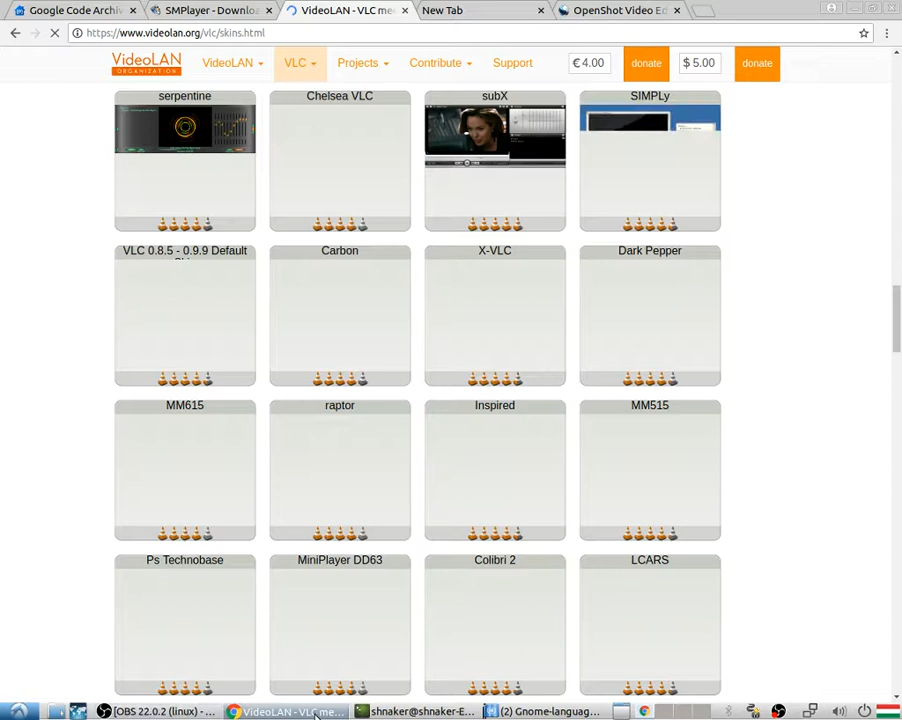 Google Code Archiv
SMPlayer - Downloa
VideoLAN - VLC me
New Tab
OpenShot Video Ed
https://www.videolan.org/vlc/skins.html
VideoLAN
ORGANIZATION
VideoLAN
VLC
Projects
Contribute
Support
€ 4.00
donate
$ 5.00
donate
serpentine
Chelsea VLC
subX
SIMPLy
VLC 0.8.5 - 0.9.9 Default
Carbon
X-VLC
Dark Pepper
MM615
raptor
Inspired
MM515
Ps Technobase
MiniPlayer DD63
Colibri 2
LCARS
[OBS 22.0.2 (linux) - ...
VideoLAN - VLC me...
shnaker@shnaker-E...
(2) Gnome-languag...